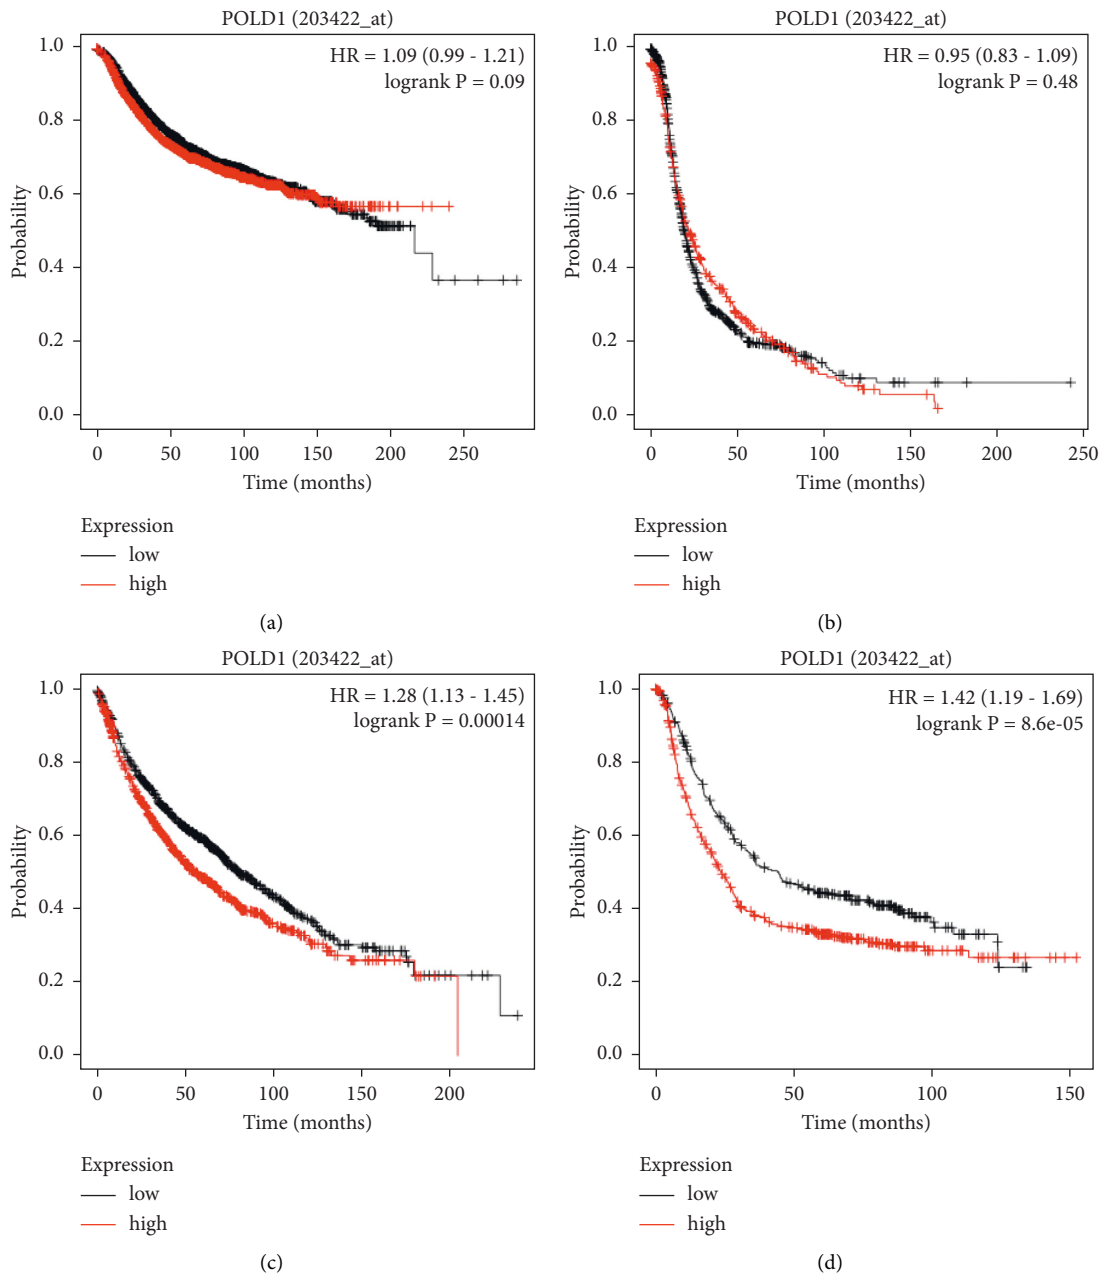 POLD1 (203422_at)
HR = 1.09 (0.99 - 1.21)
logrank P = 0.09
Probability
1.0
0.8
0.6
0.4
0.2
0.0
0 50 100 150 200 250
Time (months)
Expression
low
high
(a)
POLD1 (203422_at)
HR = 0.95 (0.83 - 1.09)
logrank P = 0.48
Probability
1.0
0.8
0.6
0.4
0.2
0.0
0 50 100 150 200 250
Time (months)
Expression
low
high
(b)
POLD1 (203422_at)
HR = 1.28 (1.13 - 1.45)
logrank P = 0.00014
Probability
1.0
0.8
0.6
0.4
0.2
0.0
0 50 100 150 200
Time (months)
Expression
low
high
(c)
POLD1 (203422_at)
HR = 1.42 (1.19 - 1.69)
logrank P = 8.6e-05
Probability
1.0
0.8
0.6
0.4
0.2
0.0
0 50 100 150
Time (months)
Expression
low
high
(d)